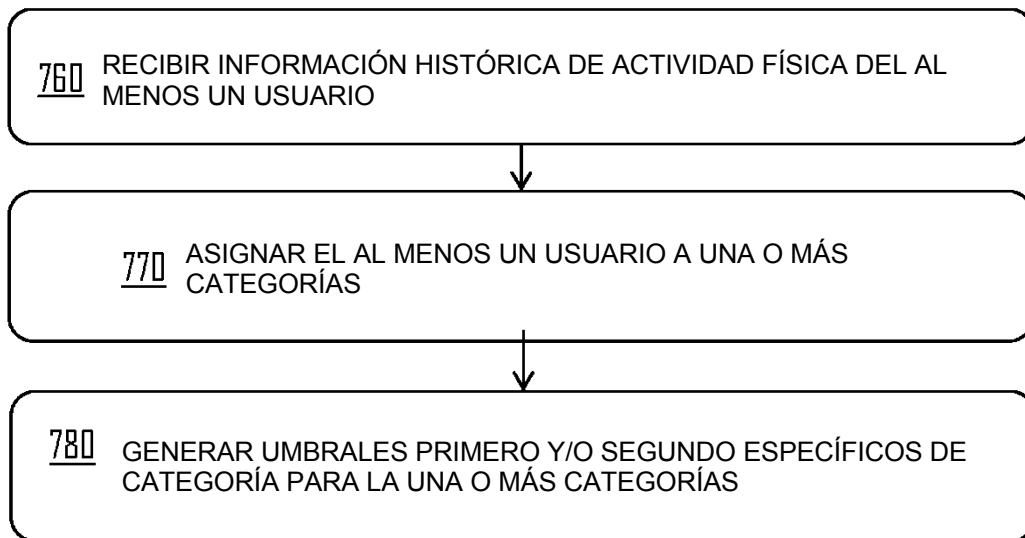 760 RECIBIR INFORMACIÓN HISTÓRICA DE ACTIVIDAD FÍSICA DEL AL
MENOS UN USUARIO
770 ASIGNAR EL AL MENOS UN USUARIO A UNA O MÁS
CATEGORÍAS
780 GENERAR UMBRALES PRIMERO Y/O SEGUNDO ESPECÍFICOS DE
CATEGORÍA PARA LA UNA O MÁS CATEGORÍAS